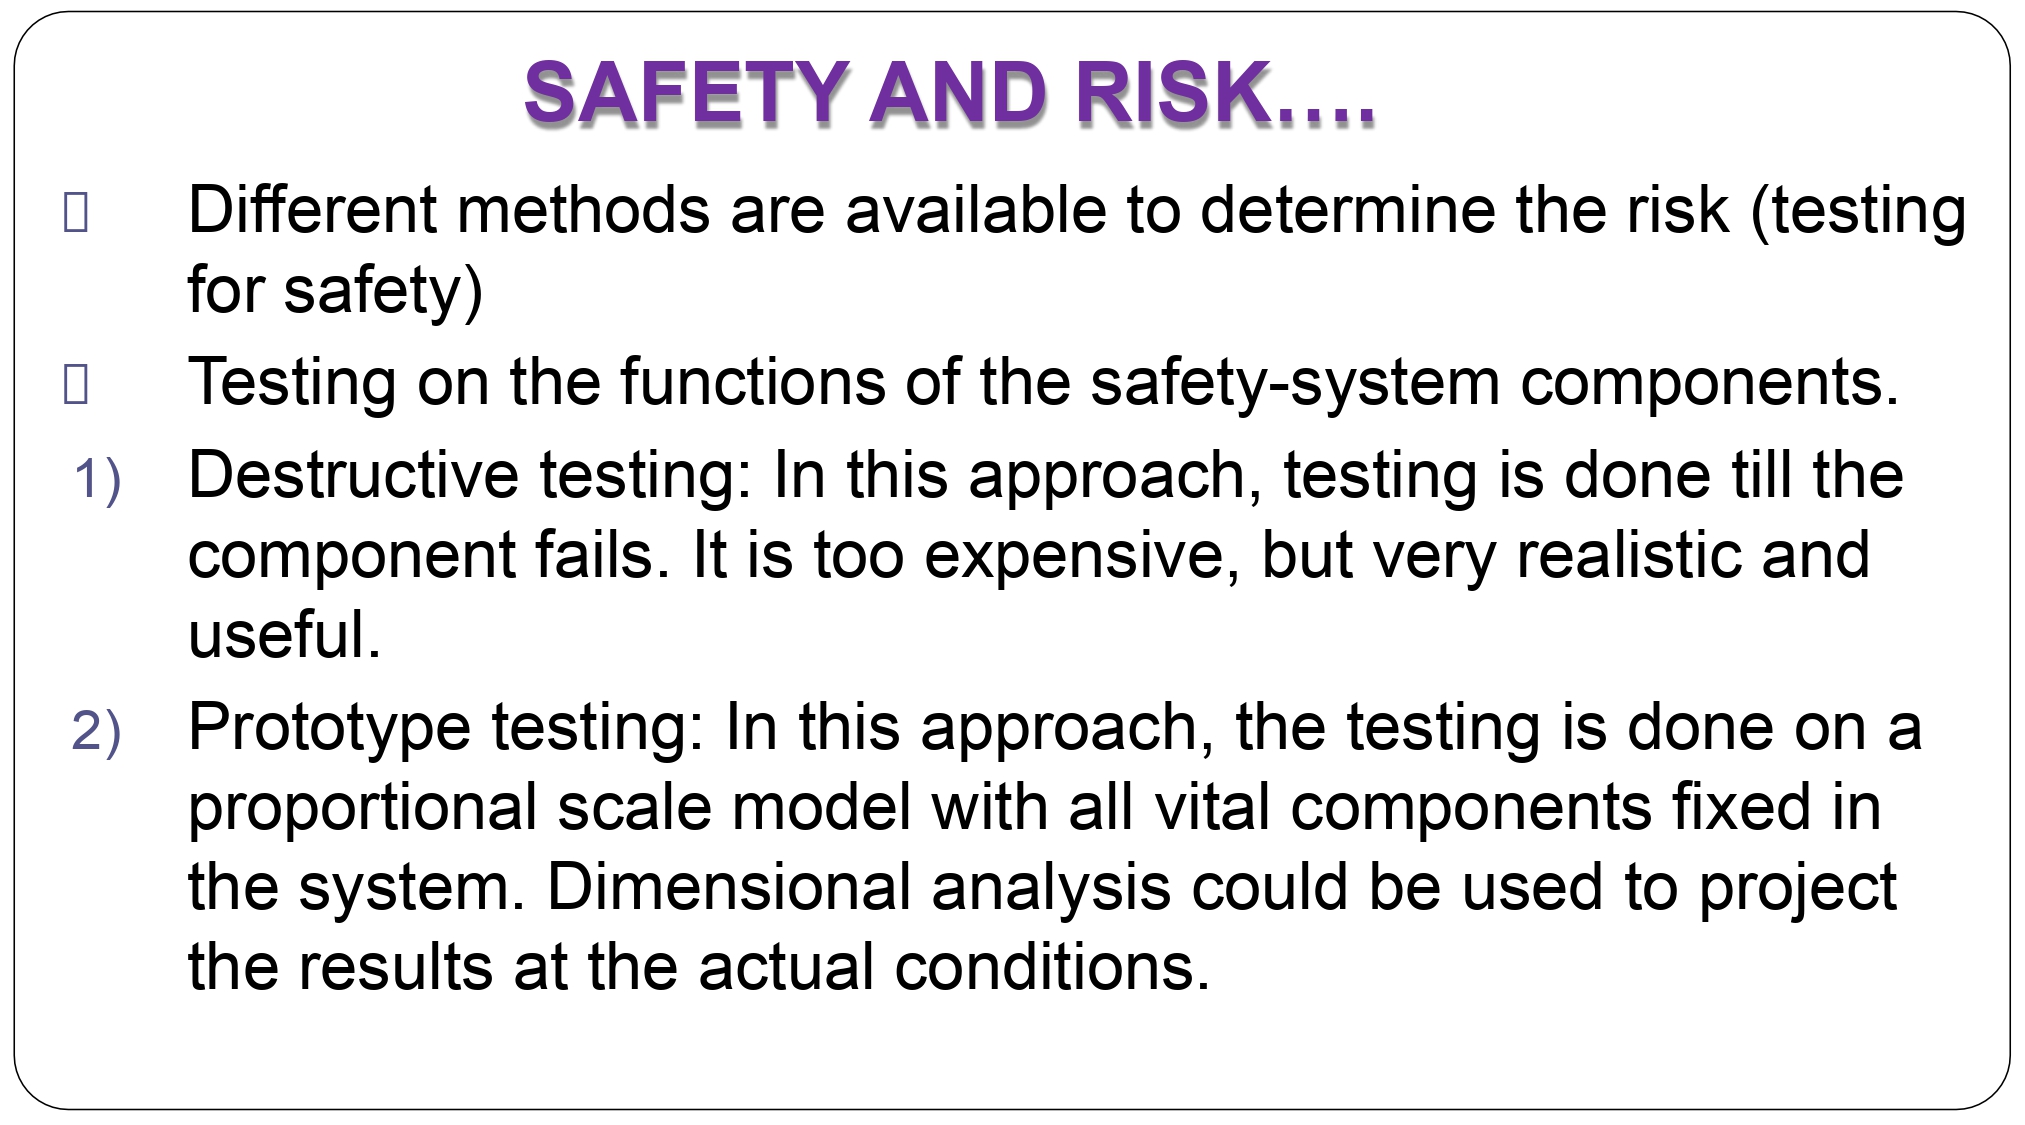 SAFETY AND RISK….
Different methods are available to determine the risk (testing
for safety)
Testing on the functions of the safety-system components.
1) Destructive testing: In this approach, testing is done till the
component fails. It is too expensive, but very realistic and
useful.
2) Prototype testing: In this approach, the testing is done on a
proportional scale model with all vital components fixed in
the system. Dimensional analysis could be used to project
the results at the actual conditions.